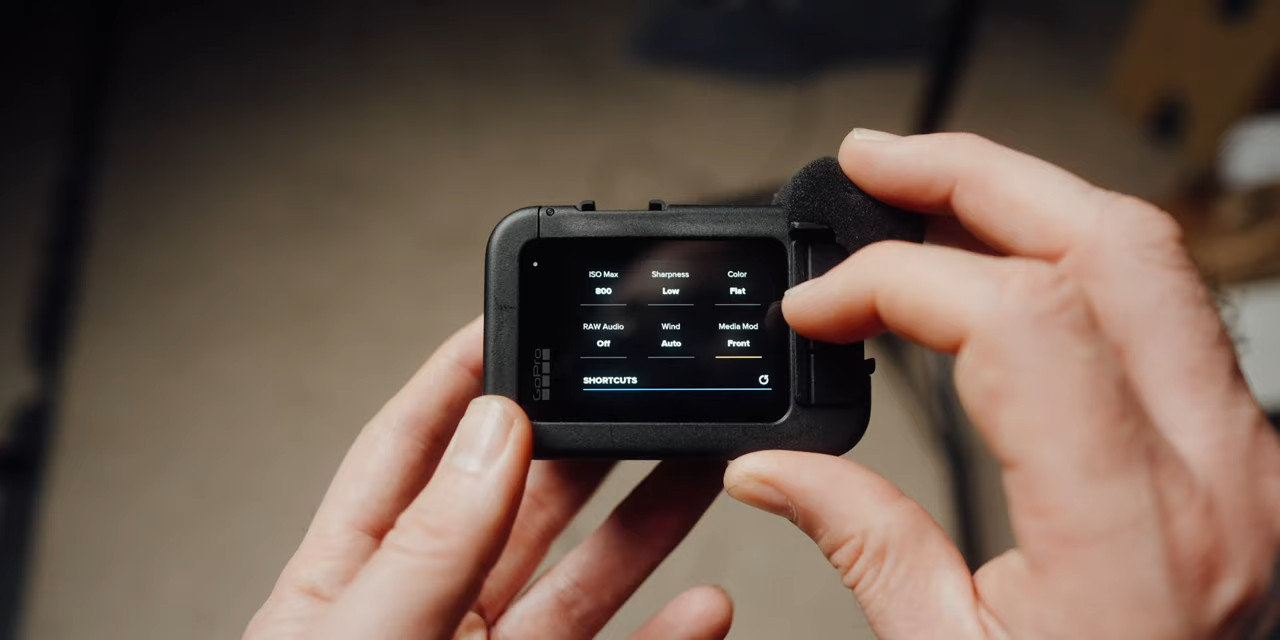 ISO Max Sharpness Color
800 Low Flat
RAW Audio Wind Media Mod
Off Auto Front
SHORTCUTS
GoPro